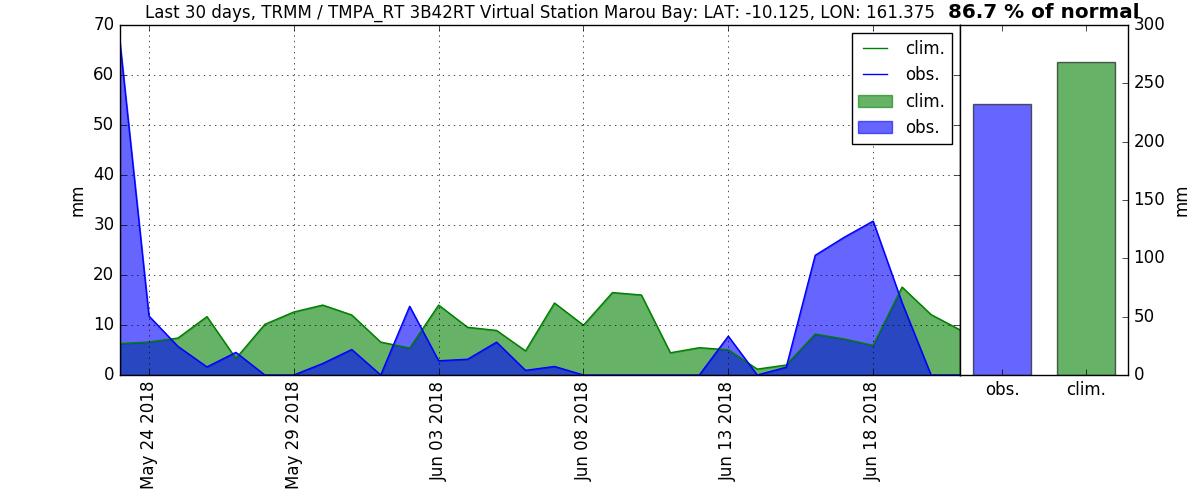 Last 30 days, TRMM / TMPA_RT 3B42RT Virtual Station Marou Bay: LAT: -10.125, LON: 161.375
86.7 % of normal
70
60
50
40
30
20
10
0
mm
May 24 2018
May 29 2018
Jun 03 2018
Jun 08 2018
Jun 13 2018
Jun 18 2018
clim.
obs.
clim.
obs.
300
250
200
150
100
50
0
mm
obs.
clim.